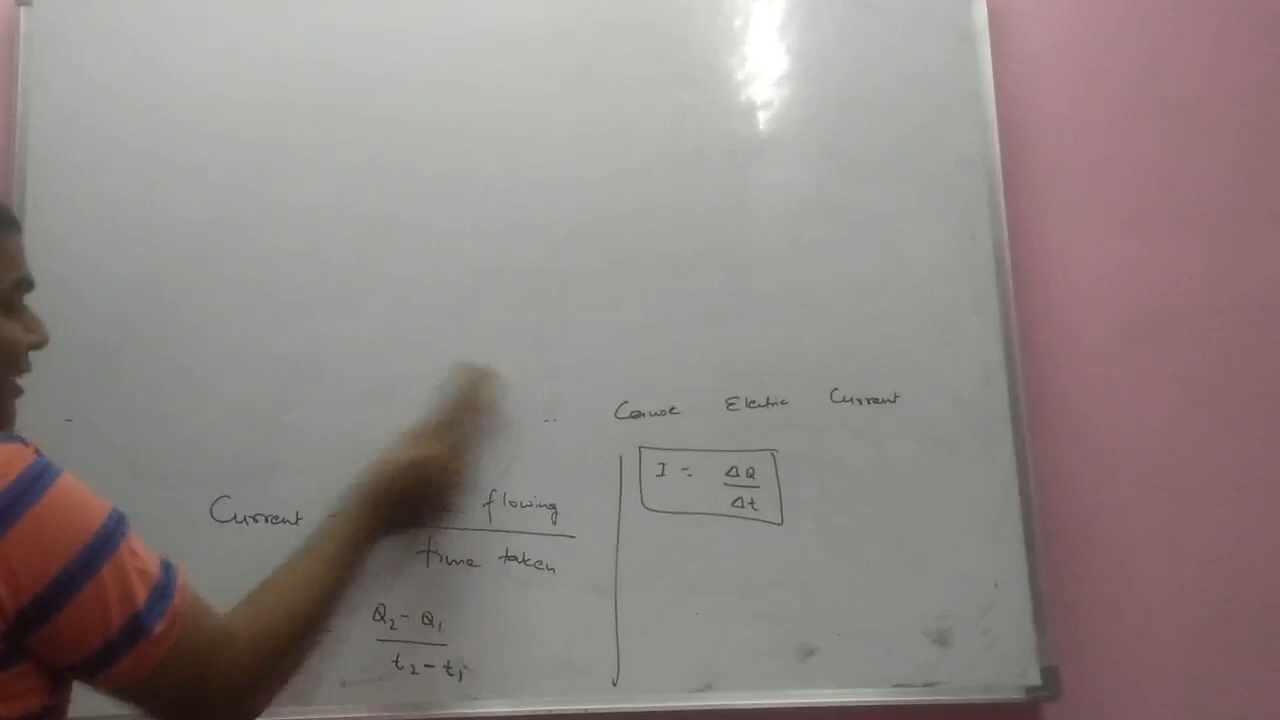 Cause Electric Current
I = ΔQ
Δt
Current flowing
time taken
Q₂ - Q₁
t₂ - t₁